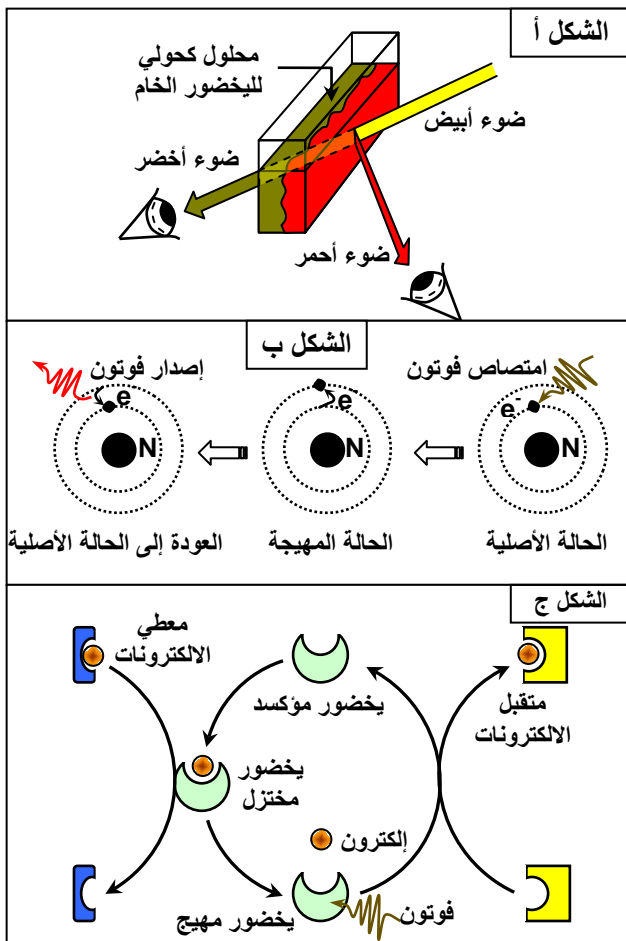 الشكل أ
محلول كحولي
لليخضور الخام
ضوء أبيض
ضوء أخضر
ضوء أحمر
الشكل ب
امتصاص فوتون
إصدار فوتون
e⁻
N
e⁻
N
e⁻
N
الحالة الأصلية
الحالة المهيجة
العودة إلى الحالة الأصلية
الشكل ج
متقبل
الالكترونات
يخضور مؤكسد
معطي
الالكترونات
يخضور
مختزل
إلكترون
فوتون
يخضور مهيج